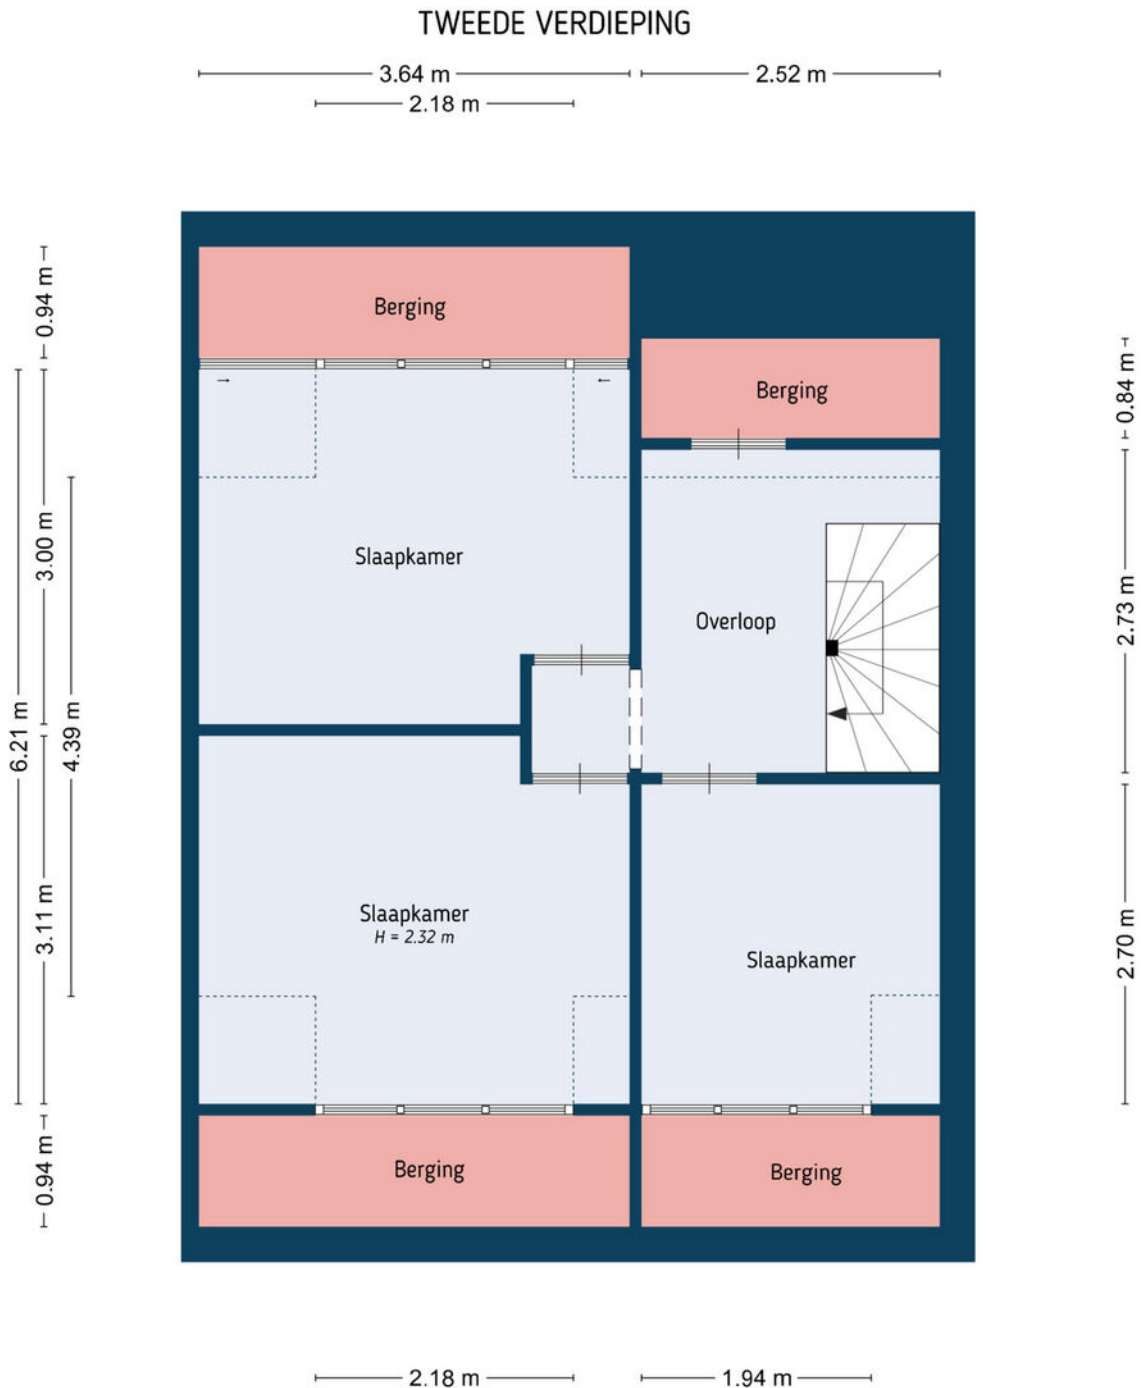 TWEEDE VERDIEPING
3.64 m
2.52 m
2.18 m
Berging
0.94 m
Berging
0.84 m
Slaapkamer
3.00 m
Overloop
2.73 m
6.21 m
4.39 m
Slaapkamer
H = 2.32 m
3.11 m
Slaapkamer
2.70 m
Berging
Berging
0.94 m
2.18 m
1.94 m